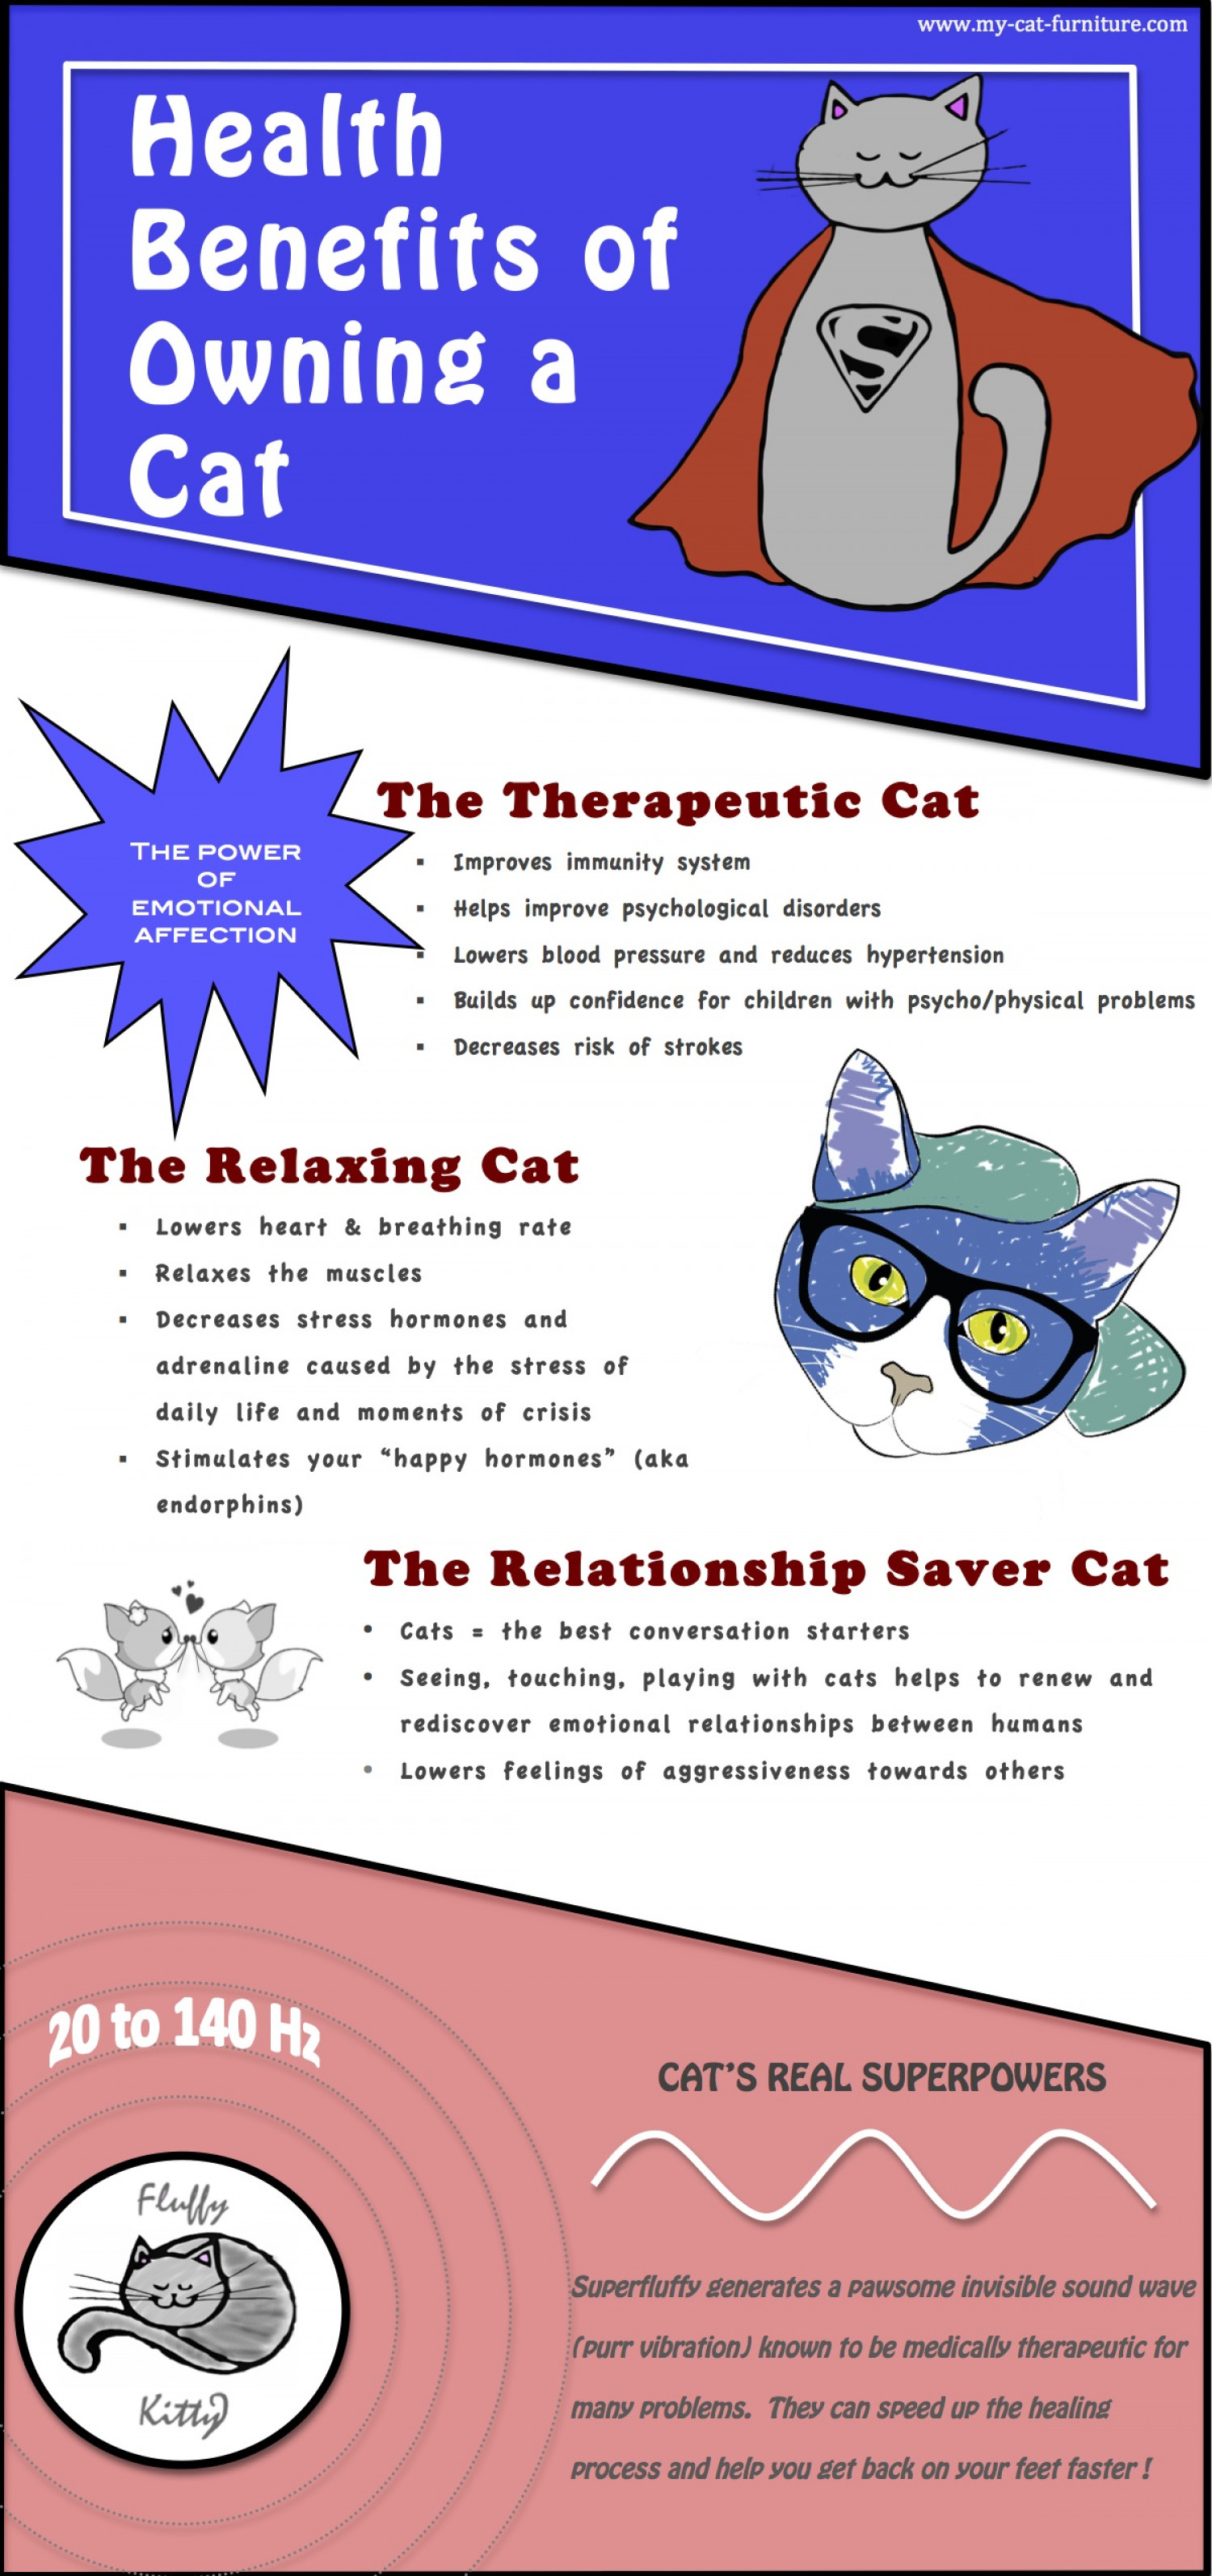 www.my-cat-furniture.com
Health
Benefits of
Owning a
Cat
S
THE POWER
OF
EMOTIONAL
AFFECTION
The Therapeutic Cat
▪ Improves immunity system
▪ Helps improve psychological disorders
▪ Lowers blood pressure and reduces hypertension
▪ Builds up confidence for children with psycho/physical problems
▪ Decreases risk of strokes
The Relaxing Cat
▪ Lowers heart & breathing rate
▪ Relaxes the muscles
▪ Decreases stress hormones and
adrenaline caused by the stress of
daily life and moments of crisis
▪ Stimulates your “happy hormones” (aka
endorphins)
The Relationship Saver Cat
• Cats = the best conversation starters
• Seeing, touching, playing with cats helps to renew and
rediscover emotional relationships between humans
• Lowers feelings of aggressiveness towards others
20 to 140 Hz
Fluffy
Kitty
CAT’S REAL SUPERPOWERS
Superfluffy generates a pawsome invisible sound wave
(purr vibration) known to be medically therapeutic for
many problems. They can speed up the healing
process and help you get back on your feet faster !